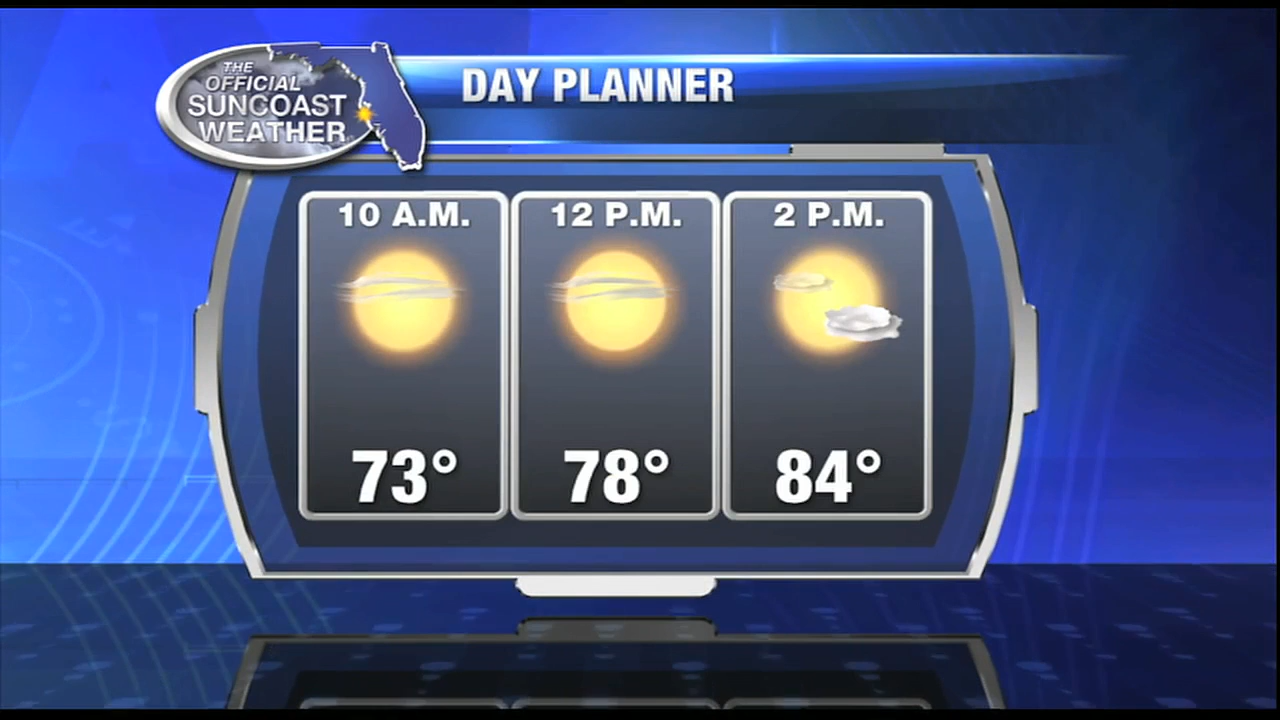 THE
OFFICIAL
SUNCOAST
WEATHER
DAY PLANNER
10 A.M.
12 P.M.
2 P.M.
73°
78°
84°